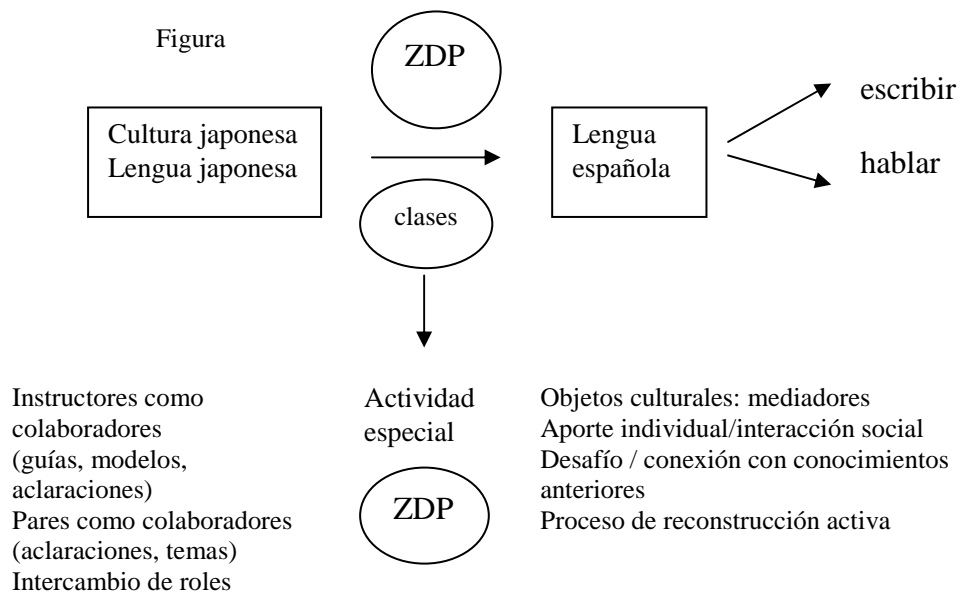 Figura
ZDP
Cultura japonesa
Lengua japonesa
clases
Lengua
española
escribir
hablar
Instructores como
colaboradores
(guías, modelos,
aclaraciones)
Pares como colaboradores
(aclaraciones, temas)
Intercambio de roles
Actividad
especial
ZDP
Objetos culturales: mediadores
Aporte individual/interacción social
Desafío / conexión con conocimientos
anteriores
Proceso de reconstrucción activa